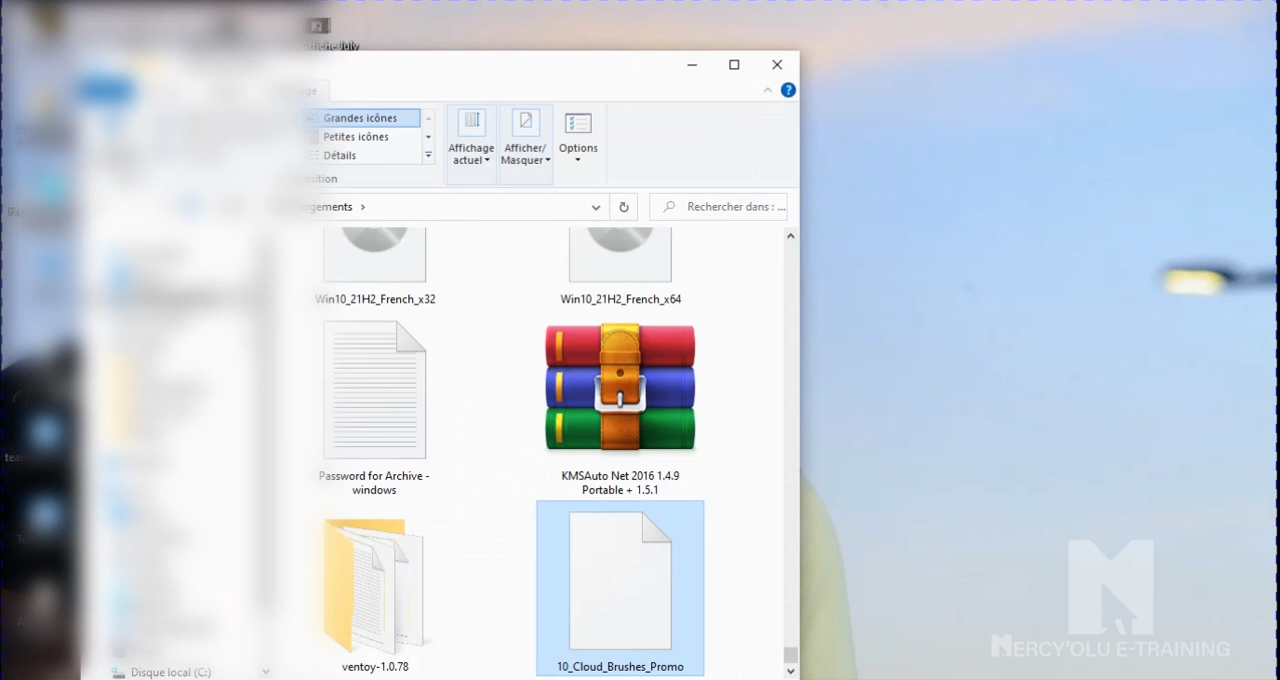 Grandes icônes
Petites icônes
Détails
Affichage
actuel
Afficher/
Masquer
Options
Rechercher dans : ...
Win10_21H2_French_x32
Win10_21H2_French_x64
Password for Archive -
windows
KMSAuto Net 2016 1.4.9
Portable + 1.5.1
ventoy-1.0.78
10_Cloud_Brushes_Promo
Disque local (C:)
MERCY'OLU E-TRAINING